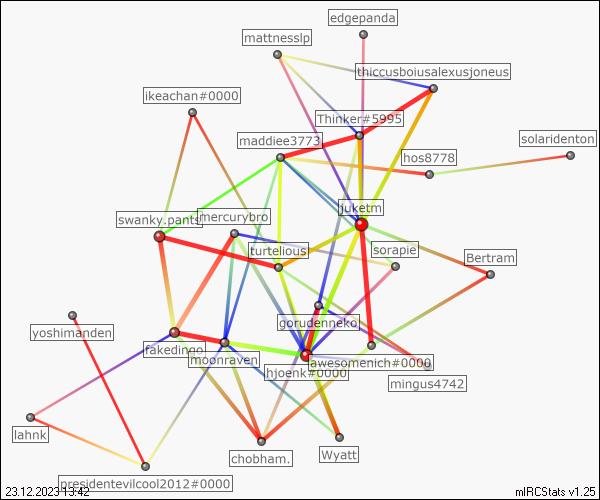 edgepanda
mattnesslp
thiccusboiusalexusjoneus
ikeachan#0000
Thinker#5995
maddiee3773
solaridenton
hos8778
juketm
swanky.pants
mercurybro
turtelious
sorapie
Bertram
gorudenneko
yoshimanden
fakedingo
moonraven
awesomenich#0000
hjoenk#0000
mingus4742
lahnk
Wyatt
chobham.
presidentevilcool2012#0000
23.12.2023 13:42
mIRCStats v1.25